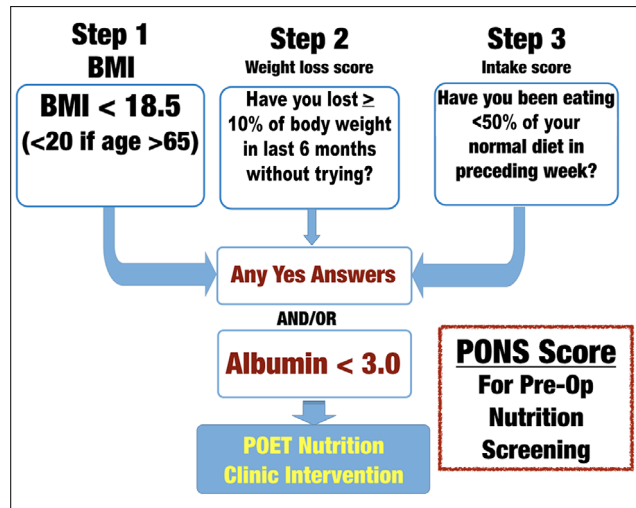 Step 1
BMI
BMI < 18.5
(<20 if age >65)
Step 2
Weight loss score
Have you lost ≥
10% of body weight
in last 6 months
without trying?
Step 3
Intake score
Have you been eating
<50% of your
normal diet in
preceding week?
Any Yes Answers
AND/OR
Albumin < 3.0
POET Nutrition
Clinic Intervention
PONS Score
For Pre-Op
Nutrition
Screening